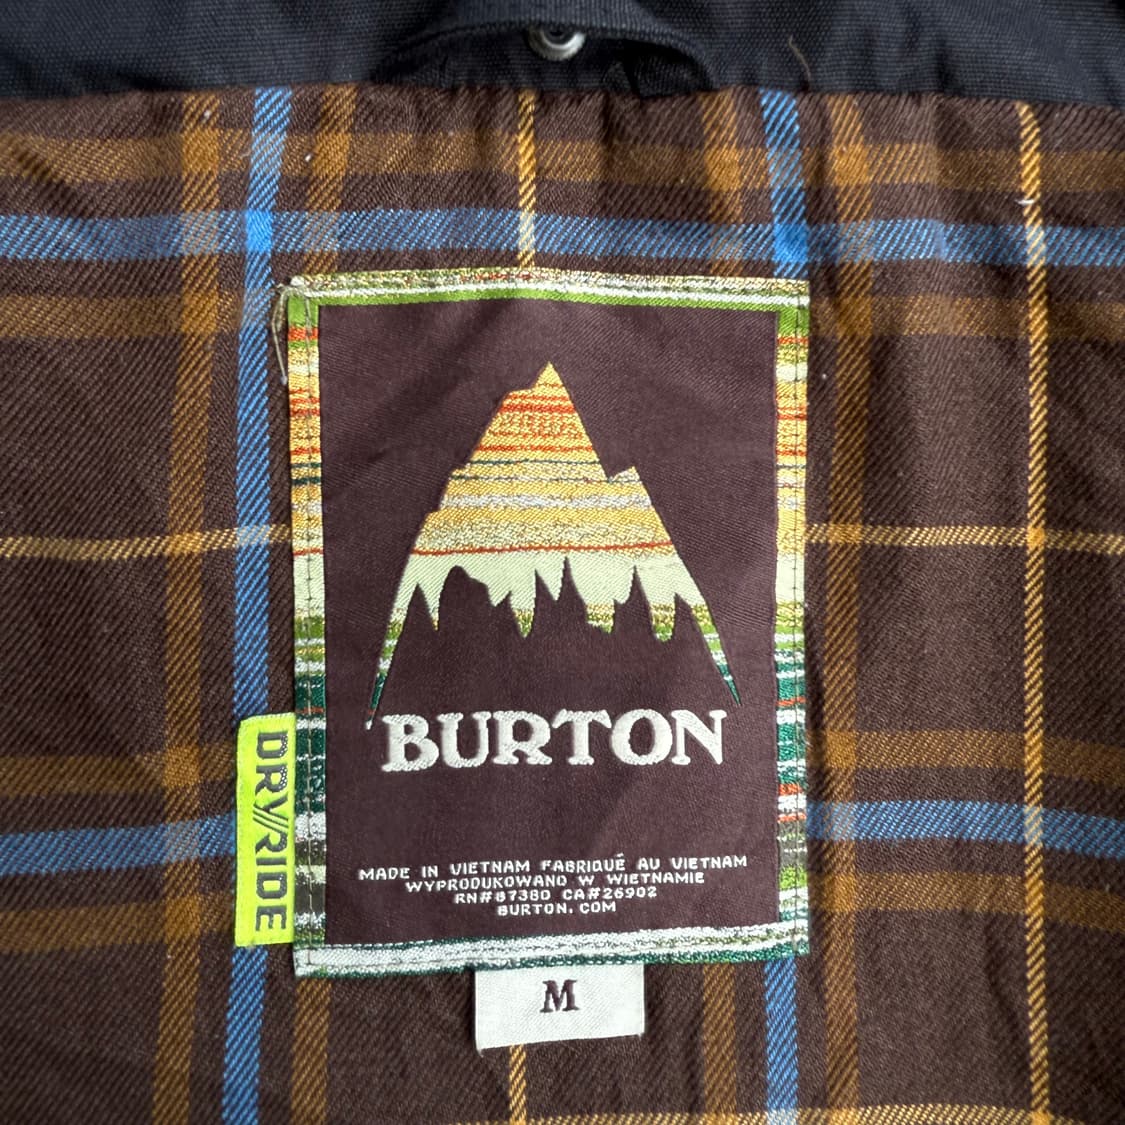 BURTON
DRY//RIDE
MADE IN VIETNAM FABRIQUÉ AU VIETNAM
WYPRODUKOWANO W WIETNAMIE
RN#87380 CA#26902
BURTON.COM
M